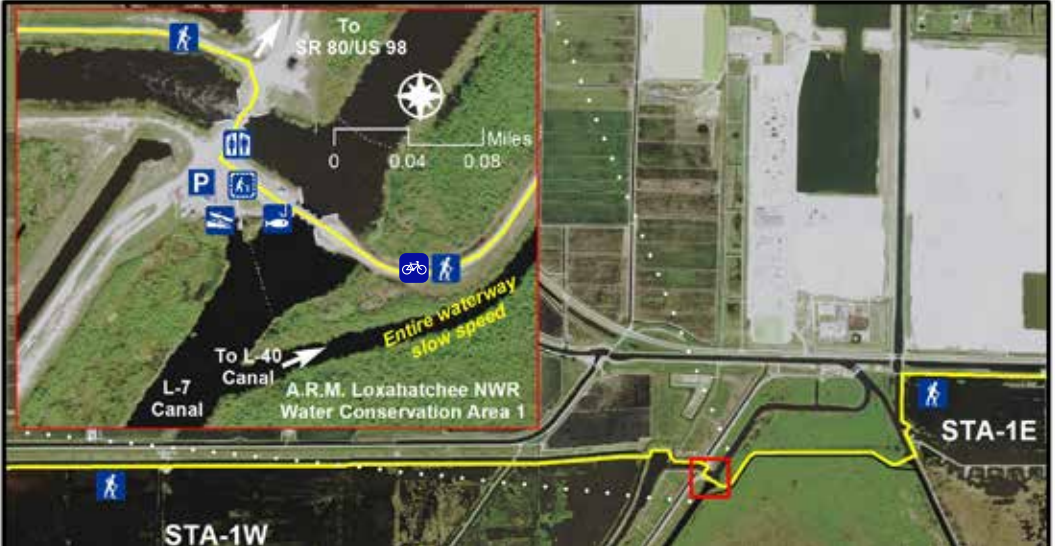 To
SR 80/US 98
Miles
0 0.04 0.08
P
Entire waterway
slow speed
To L-40
Canal
L-7
Canal
A.R.M. Loxahatchee NWR
Water Conservation Area 1
STA-1E
STA-1W